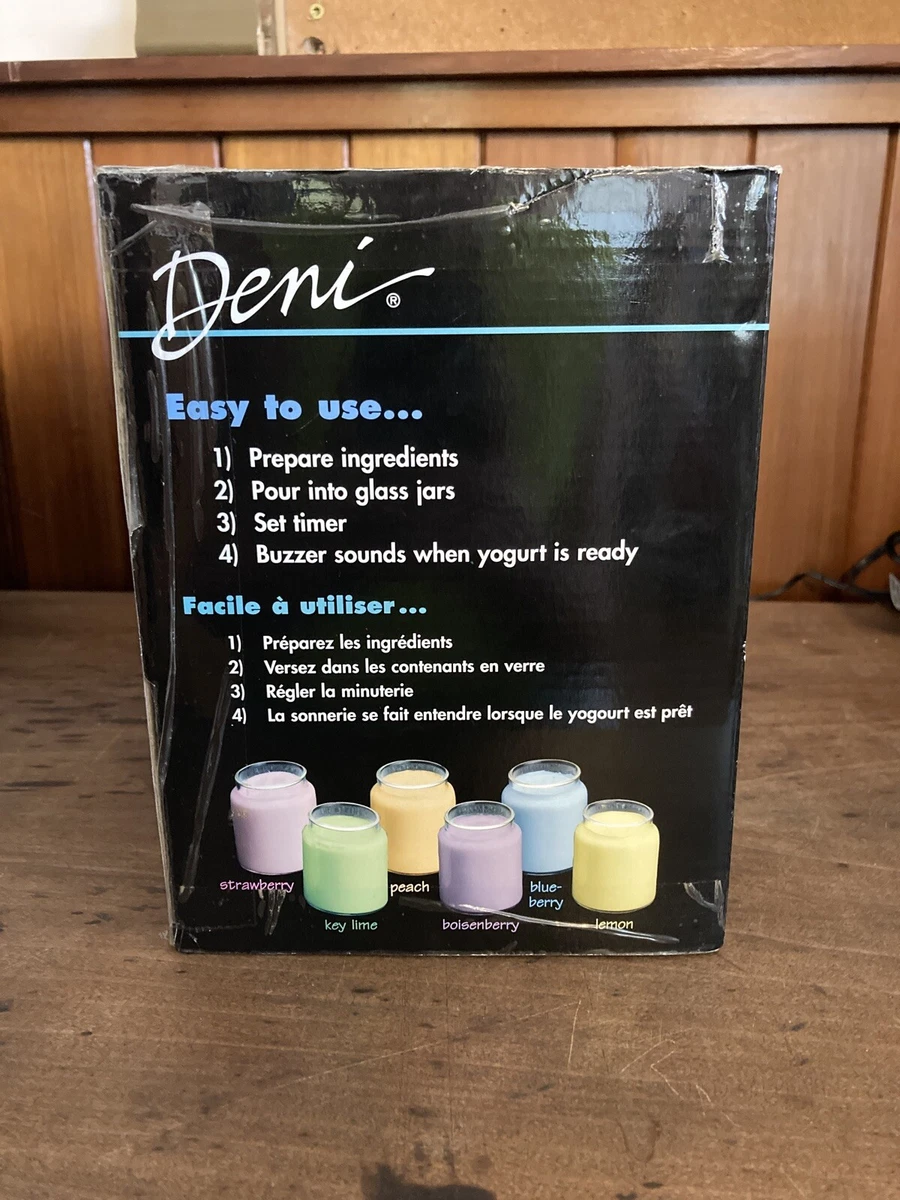 Deni®
Easy to use...
1) Prepare ingredients
2) Pour into glass jars
3) Set timer
4) Buzzer sounds when yogurt is ready
Facile à utiliser...
1) Préparez les ingrédients
2) Versez dans les contenants en verre
3) Régler la minuterie
4) La sonnerie se fait entendre lorsque le yogourt est prêt
strawberry
key lime
peach
boisenberry
blue-
berry
lemon